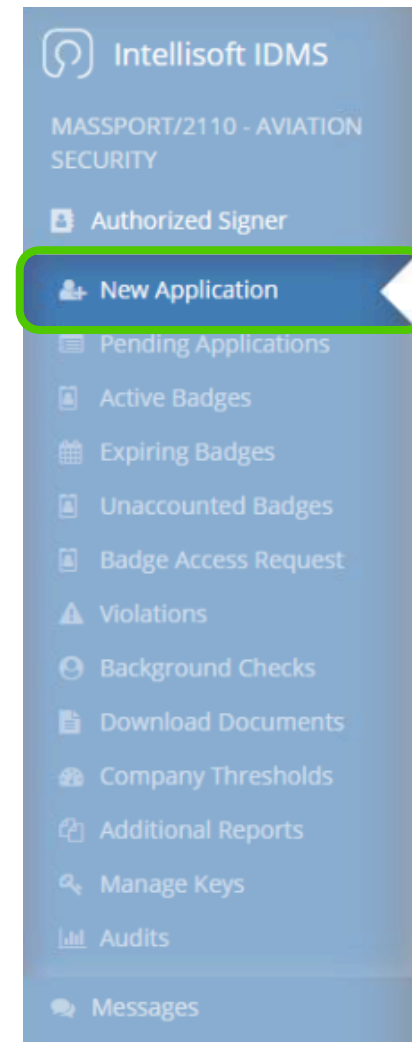 Intellisoft IDMS
MASSPORT/2110 - AVIATION
SECURITY
Authorized Signer
New Application
Pending Applications
Active Badges
Expiring Badges
Unaccounted Badges
Badge Access Request
Violations
Background Checks
Download Documents
Company Thresholds
Additional Reports
Manage Keys
Audits
Messages